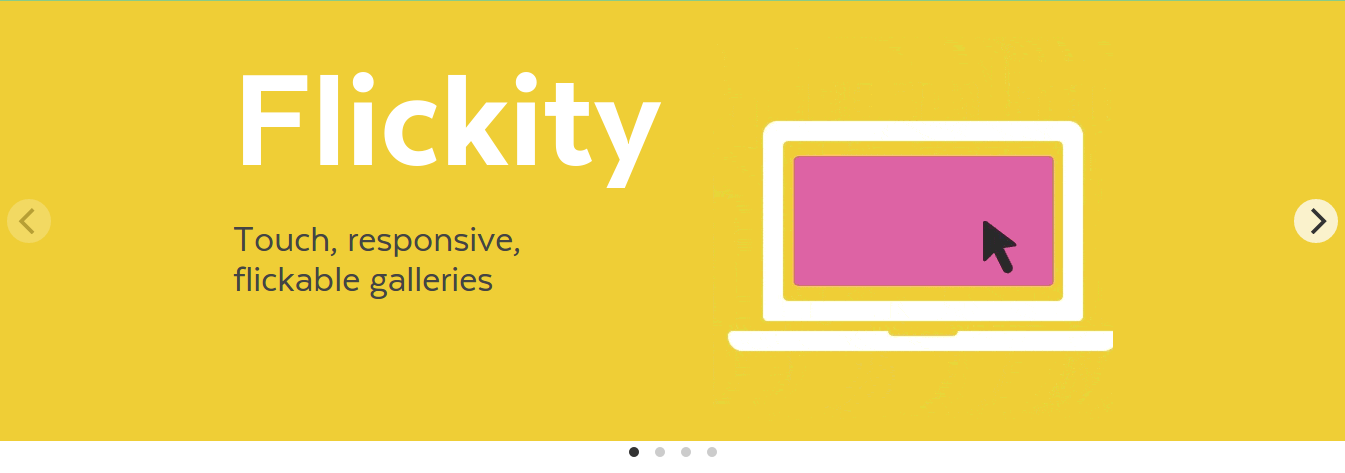 Flickity
Touch, responsive,
flickable galleries